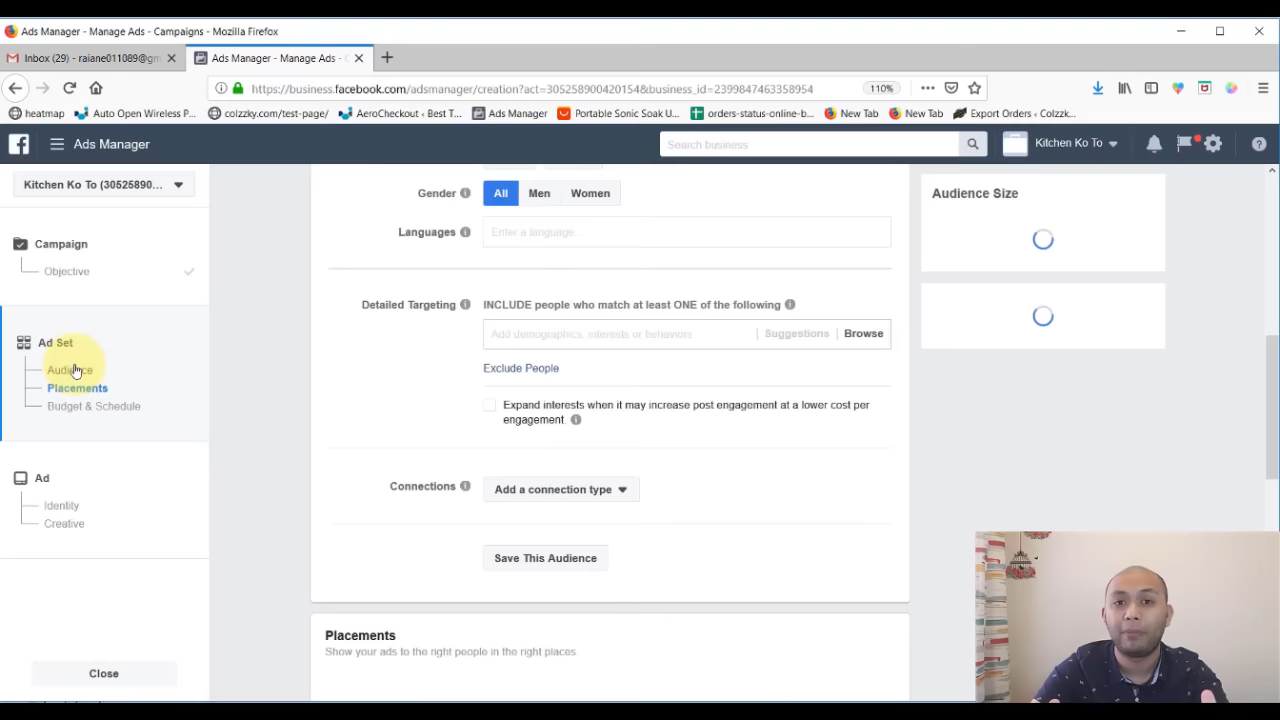 Ads Manager - Manage Ads - Campaigns - Mozilla Firefox
Inbox (29) - raiane011089@gm
Ads Manager - Manage Ads -
https://business.facebook.com/adsmanager/creation?act=305258900420154&business_id=2399847463358954
110%
heatmap
Auto Open Wireless P...
colzzky.com/test-page/
AeroCheckout - Best T...
Ads Manager
Portable Sonic Soak U...
orders-status-online-b...
New Tab
New Tab
Export Orders ‹ Colzzk...
Ads Manager
Search business
Kitchen Ko To
Kitchen Ko To (30525890...
Campaign
Objective
Ad Set
Audience
Placements
Budget & Schedule
Ad
Identity
Creative
Close
Gender
All
Men
Women
Languages
Enter a language...
Detailed Targeting
INCLUDE people who match at least ONE of the following
Add demographics, interests or behaviors
Suggestions
Browse
Exclude People
Expand interests when it may increase post engagement at a lower cost per
engagement.
Connections
Add a connection type
Save This Audience
Placements
Show your ads to the right people in the right places
Audience Size